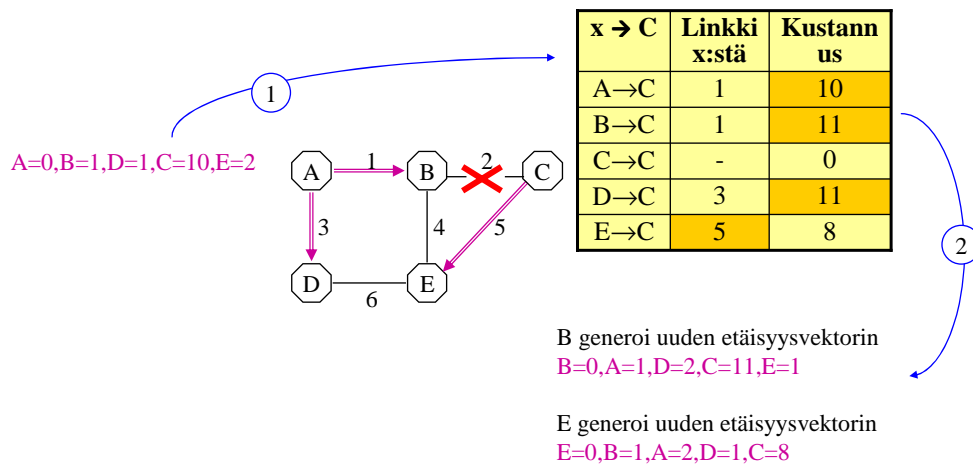 x → C Linkki x:stä Kustann us
A→C 1 10
B→C 1 11
C→C - 0
D→C 3 11
E→C 5 8
1
A=0,B=1,D=1,C=10,E=2
A 1 B 2 C
3 4 5
D 6 E
2
B generoi uuden etäisyysvektorin
B=0,A=1,D=2,C=11,E=1
E generoi uuden etäisyysvektorin
E=0,B=1,A=2,D=1,C=8